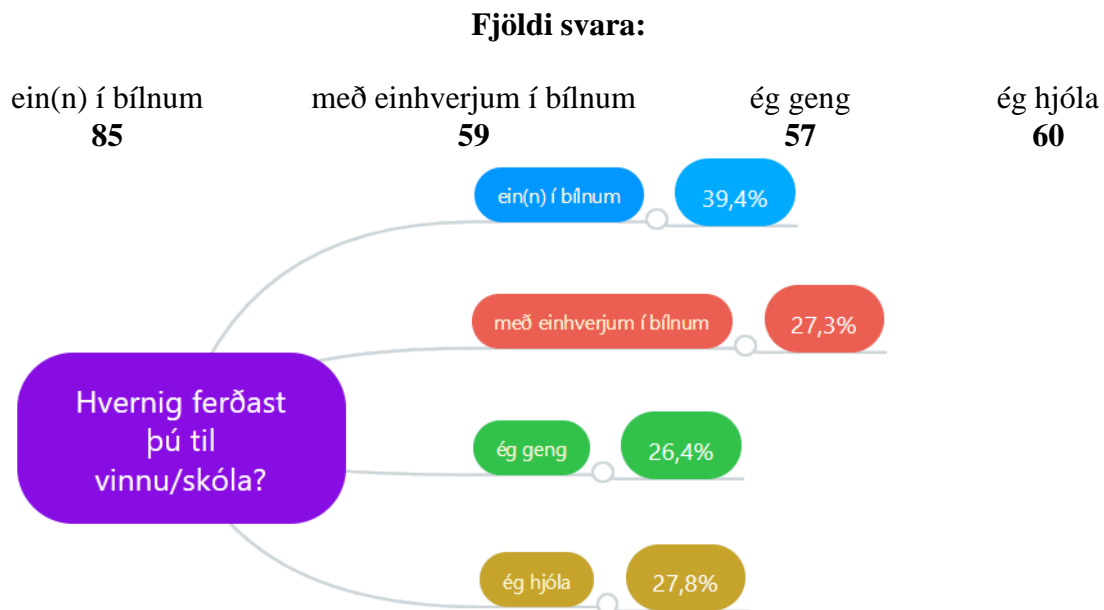 Fjöldi svara:
ein(n) í bílnum með einhverjum í bílnum ég geng ég hjóla
85 59 57 60
ein(n) í bílnum 39,4%
með einhverjum í bílnum 27,3%
Hvernig ferðast
þú til
vinnu/skóla?
ég geng 26,4%
ég hjóla 27,8%